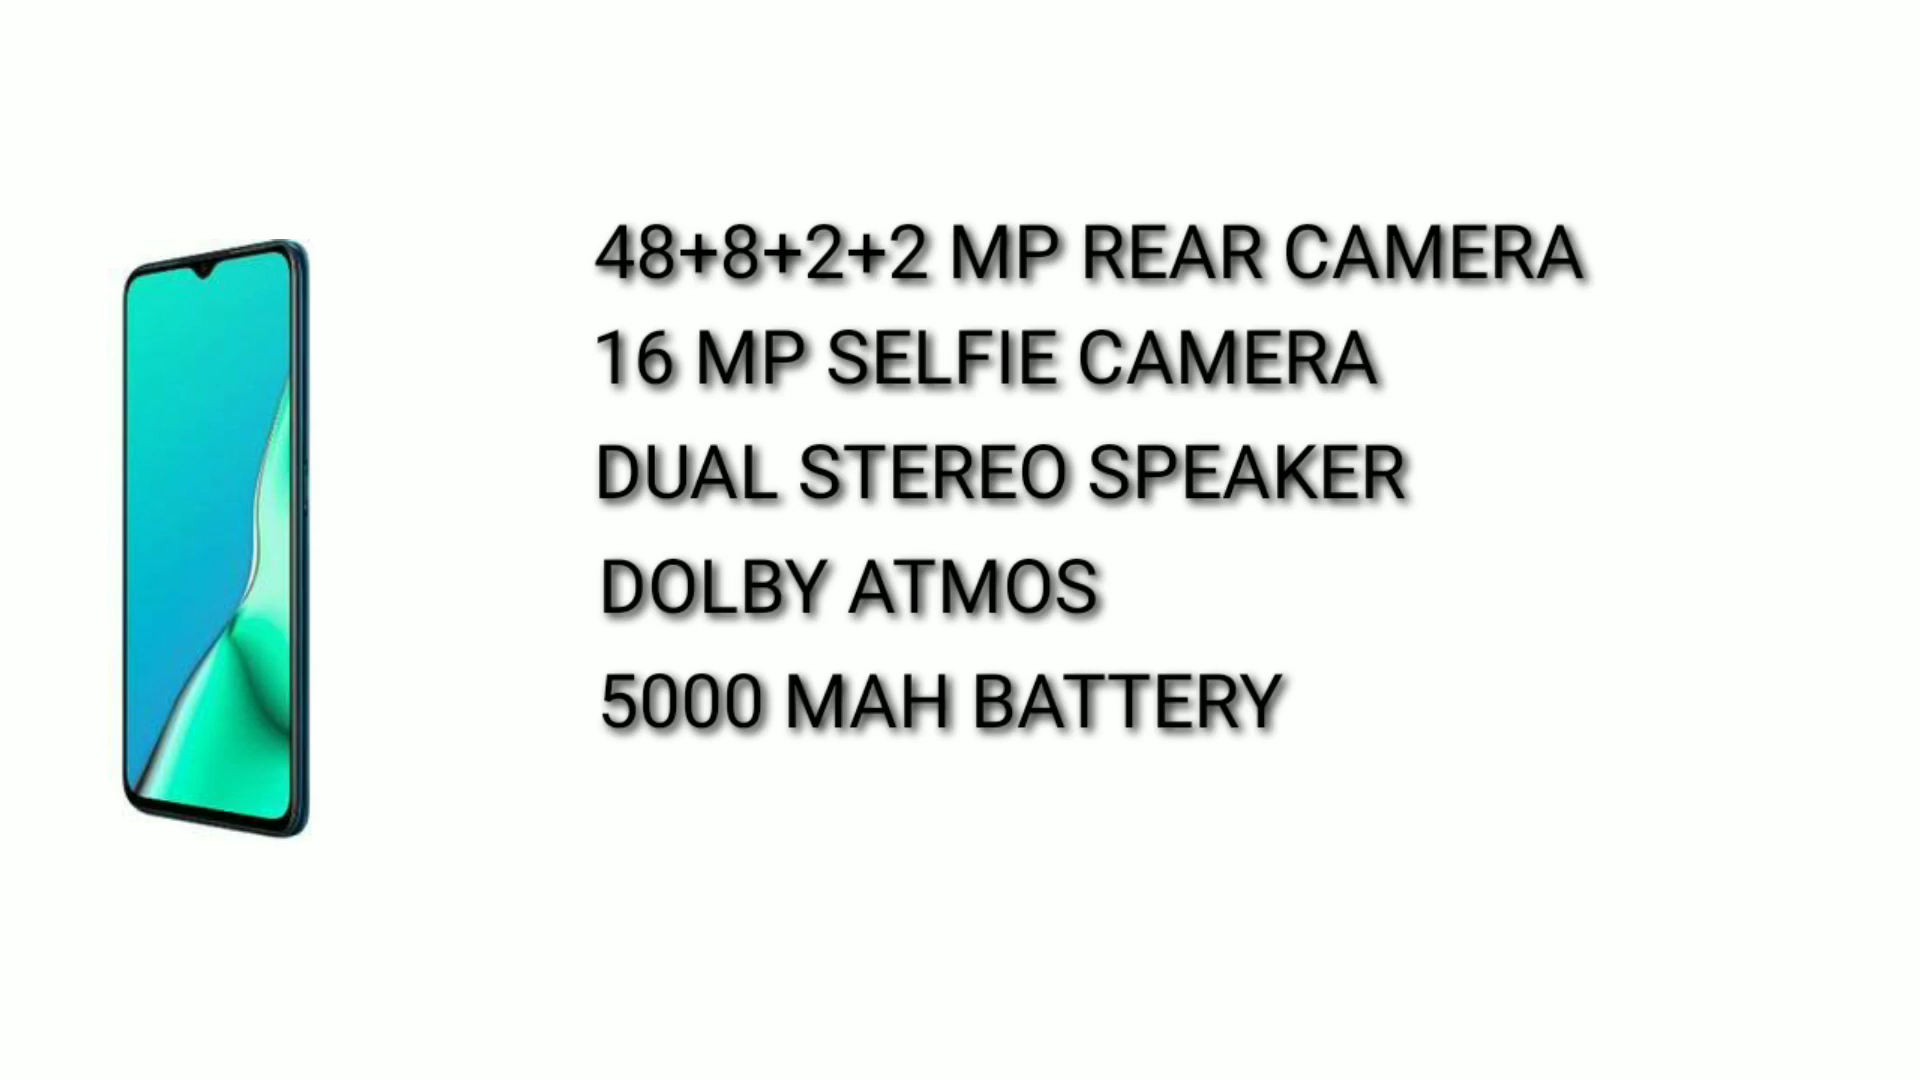 48+8+2+2 MP REAR CAMERA
16 MP SELFIE CAMERA
DUAL STEREO SPEAKER
DOLBY ATMOS
5000 MAH BATTERY